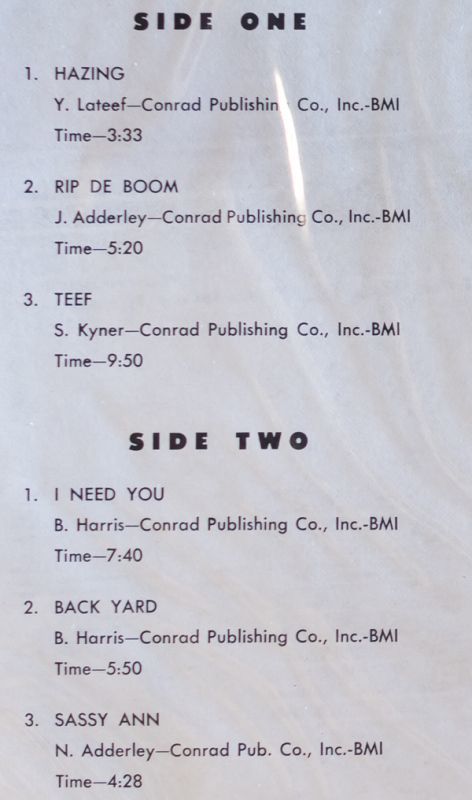 SIDE ONE
1. HAZING
Y. Lateef—Conrad Publishing Co., Inc.-BMI
Time—3:33
2. RIP DE BOOM
J. Adderley—Conrad Publishing Co., Inc.-BMI
Time—5:20
3. TEEF
S. Kyner—Conrad Publishing Co., Inc.-BMI
Time—9:50
SIDE TWO
1. I NEED YOU
B. Harris—Conrad Publishing Co., Inc.-BMI
Time—7:40
2. BACK YARD
B. Harris—Conrad Publishing Co., Inc.-BMI
Time—5:50
3. SASSY ANN
N. Adderley—Conrad Pub. Co., Inc.-BMI
Time—4:28